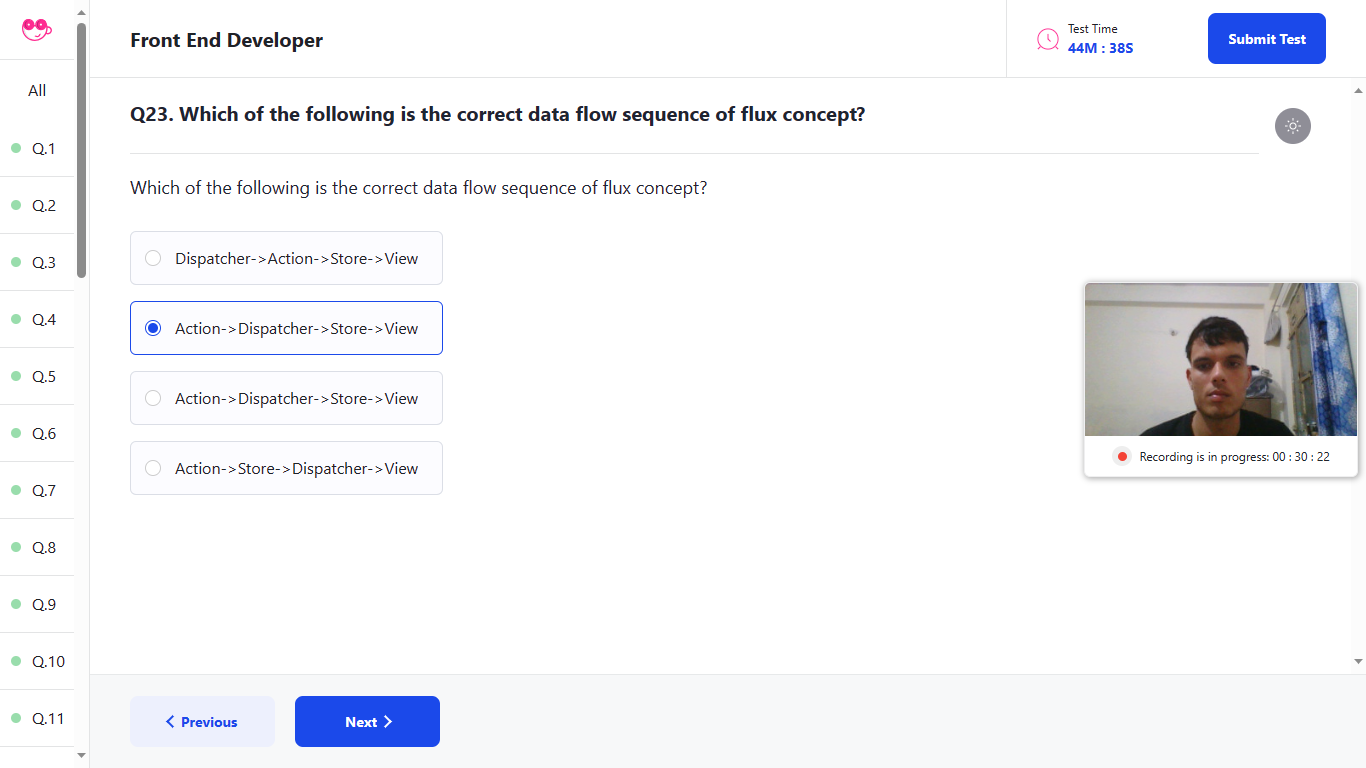 Front End Developer
Test Time
44M : 38S
Submit Test
All
Q.1
Q.2
Q.3
Q.4
Q.5
Q.6
Q.7
Q.8
Q.9
Q.10
Q.11
Q23. Which of the following is the correct data flow sequence of flux concept?
Which of the following is the correct data flow sequence of flux concept?
Dispatcher->Action->Store->View
Action->Dispatcher->Store->View
Action->Dispatcher->Store->View
Action->Store->Dispatcher->View
Recording is in progress: 00 : 30 : 22
Previous
Next